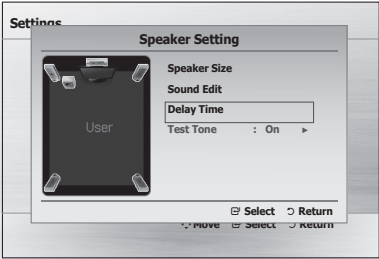 Settings
Speaker Setting
Speaker Size
Sound Edit
Delay Time
Test Tone : On ►
User
Select Return
Move Select Return